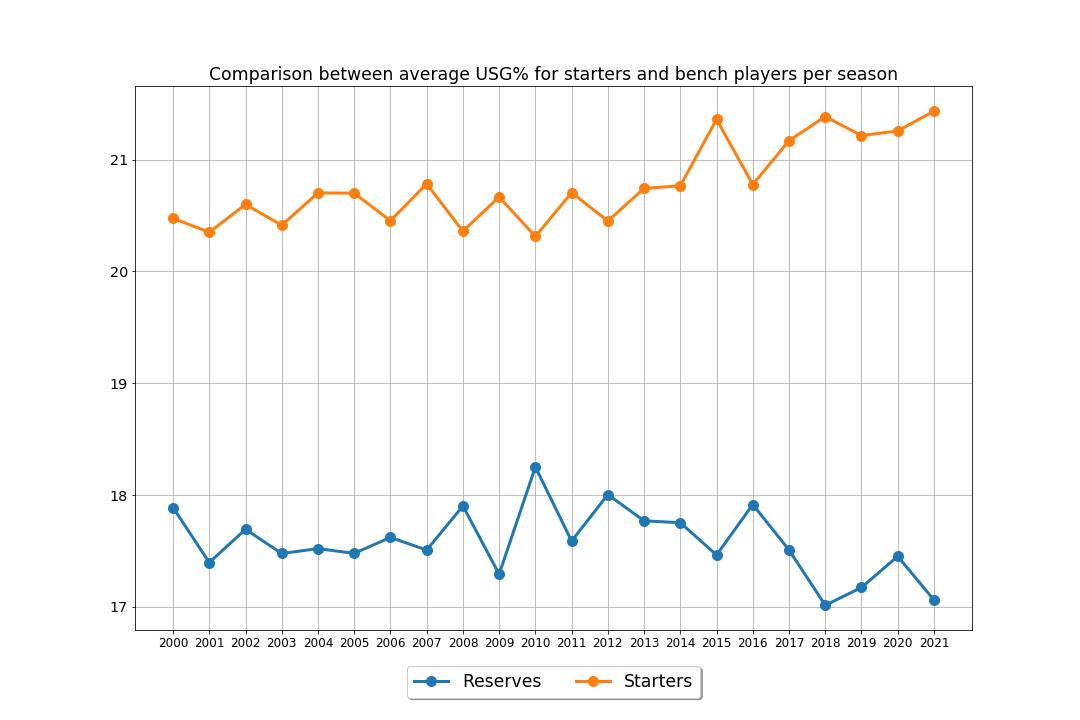 Comparison between average USG% for starters and bench players per season
21
20
19
18
17
2000 2001 2002 2003 2004 2005 2006 2007 2008 2009 2010 2011 2012 2013 2014 2015 2016 2017 2018 2019 2020 2021
Reserves Starters